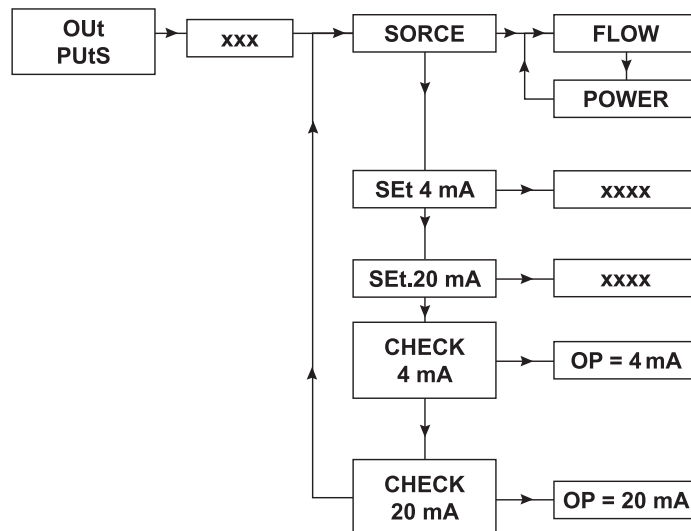 OUt
PUtS
xxx
SORCE
FLOW
POWER
SEt 4 mA
xxxx
SEt.20 mA
xxxx
CHECK
4 mA
OP = 4 mA
CHECK
20 mA
OP = 20 mA